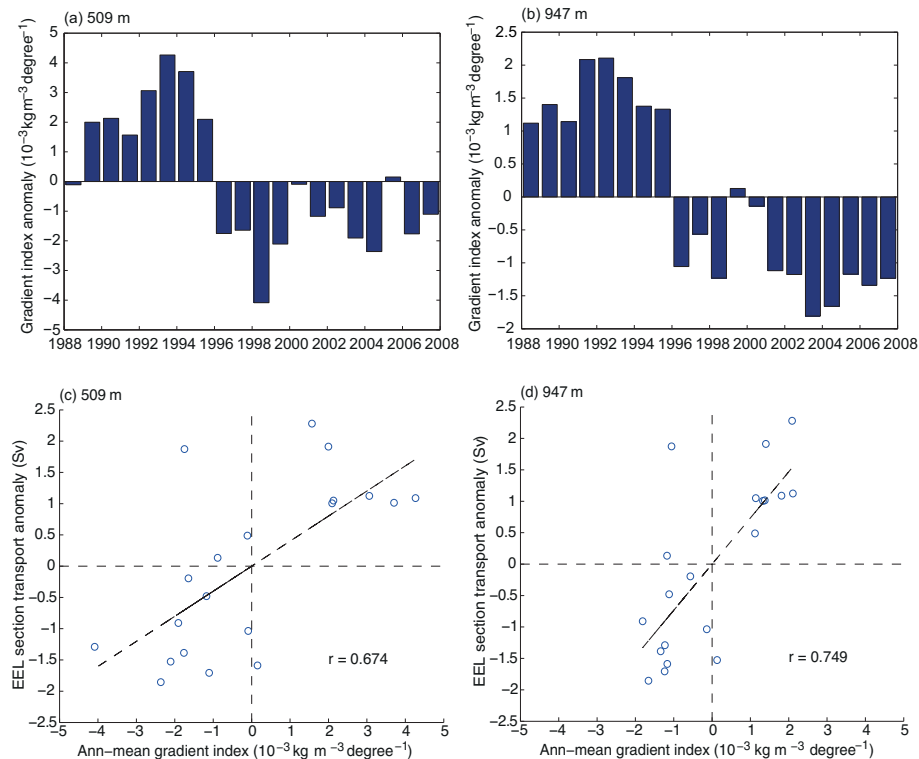 (a) 509 m
Gradient index anomaly (10−3kgm−3degree−1)
5
4
3
2
1
0
−1
−2
−3
−4
−5
1988 1990 1992 1994 1996 1998 2000 2002 2004 2006 2008
(b) 947 m
Gradient index anomaly (10−3kgm−3degree−1)
2.5
2
1.5
1
0.5
0
−0.5
−1
−1.5
−2
1988 1990 1992 1994 1996 1998 2000 2002 2004 2006 2008
(c) 509 m
EEL section transport anomaly (Sv)
2.5
2
1.5
1
0.5
0
−0.5
−1
−1.5
−2
−2.5
r = 0.674
−5 −4 −3 −2 −1 0 1 2 3 4 5
Ann−mean gradient index (10−3 kg m −3 degree−1)
(d) 947 m
EEL section transport anomaly (Sv)
2.5
2
1.5
1
0.5
0
−0.5
−1
−1.5
−2
−2.5
r = 0.749
−5 −4 −3 −2 −1 0 1 2 3 4 5
Ann−mean gradient index (10−3 kg m −3 degree−1)